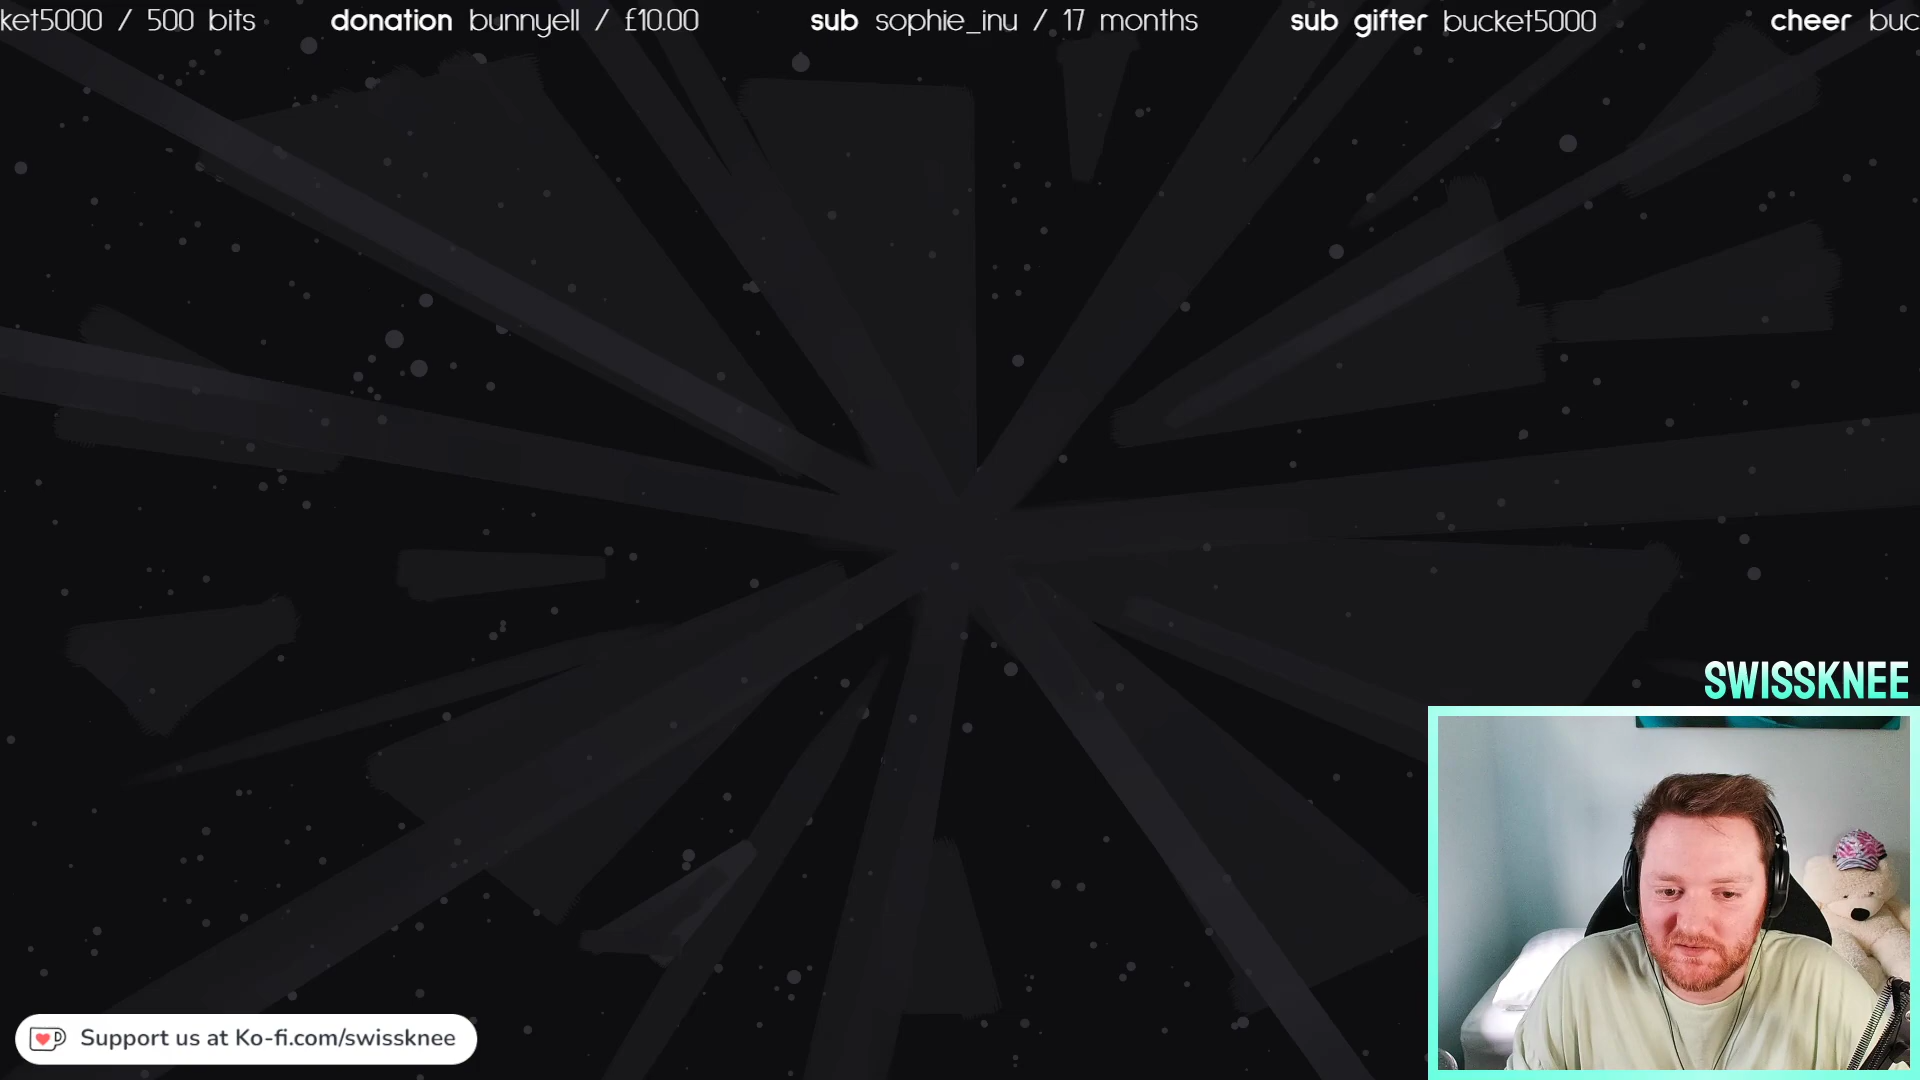 ket5000 / 500 bits donation bunnyell / £10.00 sub sophie_inu / 17 months sub gifter bucket5000 cheer buc
SWISSKNEE
Support us at Ko-fi.com/swissknee